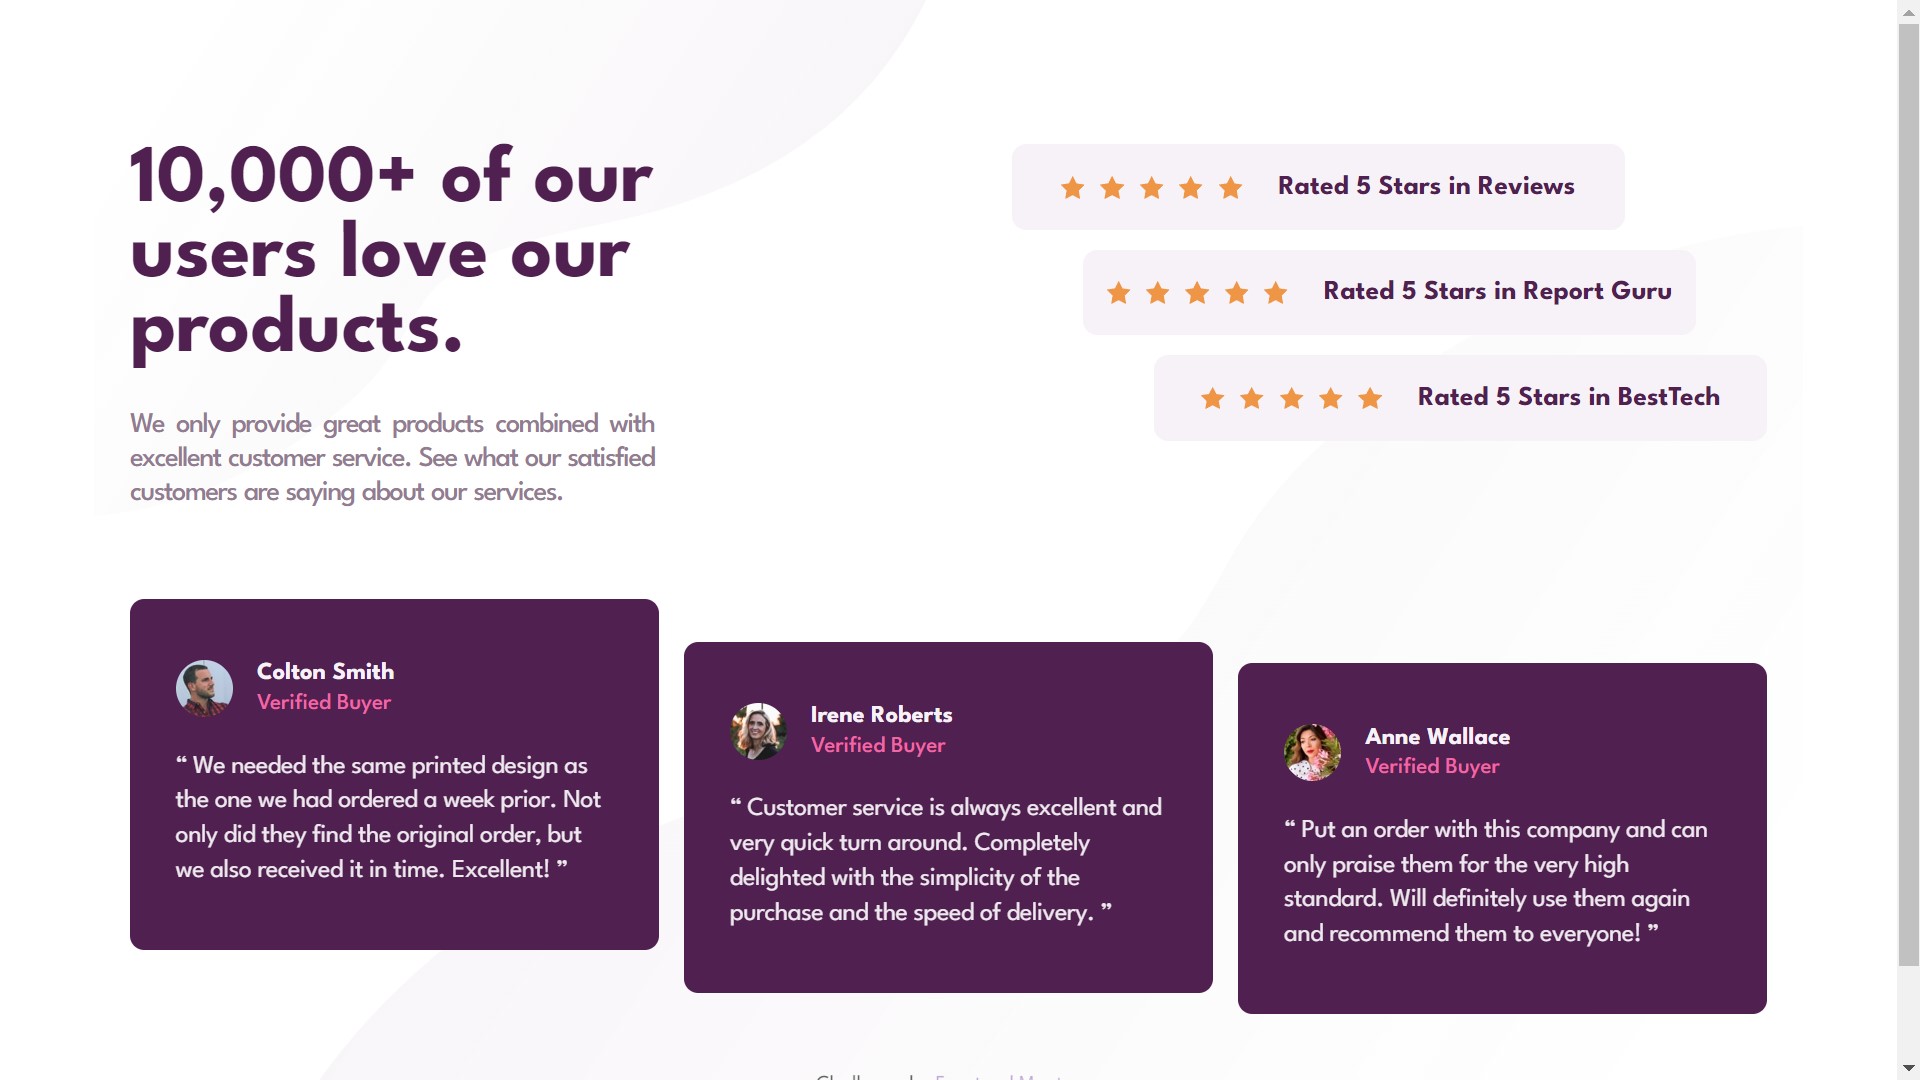 10,000+ of our
users love our
products.
We only provide great products combined with
excellent customer service. See what our satisfied
customers are saying about our services.
Rated 5 Stars in Reviews
Rated 5 Stars in Report Guru
Rated 5 Stars in BestTech
Colton Smith
Verified Buyer
“ We needed the same printed design as
the one we had ordered a week prior. Not
only did they find the original order, but
we also received it in time. Excellent! ”
Irene Roberts
Verified Buyer
“ Customer service is always excellent and
very quick turn around. Completely
delighted with the simplicity of the
purchase and the speed of delivery. ”
Anne Wallace
Verified Buyer
“ Put an order with this company and can
only praise them for the very high
standard. Will definitely use them again
and recommend them to everyone! ”